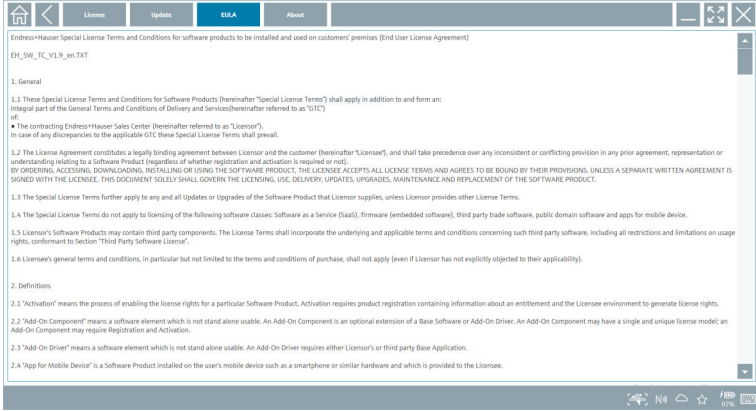 License Update EULA About
Endress+Hauser Special License Terms and Conditions for software products to be installed and used on customers' premises (End User License Agreement)
EH_SW_TC_V1.9_en.TXT
1. General
1.1 These Special License Terms and Conditions for Software Products (hereinafter "Special License Terms") shall apply in addition to and form an:
Integral part of the General Terms and Conditions of Delivery and Services(hereinafter referred to as "GTC")
of:
● The contracting Endress+Hauser Sales Center (hereinafter referred to as "Licensor").
In case of any discrepancies to the applicable GTC these Special License Terms shall prevail.
1.2 The License Agreement constitutes a legally binding agreement between Licensor and the customer (hereinafter"Licensee"), and shall take precedence over any inconsistent or conflicting provision in any prior agreement, representation or
understanding relating to a Software Product (regardless of whether registration and activation is required or not).
BY ORDERING, ACCESSING, DOWNLOADING, INSTALLING OR USING THE SOFTWARE PRODUCT, THE LICENSEE ACCEPTS ALL LICENSE TERMS AND AGREES TO BE BOUND BY THEIR PROVISIONS. UNLESS A SEPARATE WRITTEN AGREEMENT IS
SIGNED WITH THE LICENSEE, THIS DOCUMENT SOLELY SHALL GOVERN THE LICENSING, USE, DELIVERY, UPDATES, UPGRADES, MAINTENANCE AND REPLACEMENT OF THE SOFTWARE PRODUCT.
1.3 The Special License Terms further apply to any and all Updates or Upgrades of the Software Product that Licensor supplies, unless Licensor provides other License Terms.
1.4 The Special License Terms do not apply to licensing of the following software classes: Software as a Service (SaaS), firmware (embedded software), third party trade software, public domain software and apps for mobile device.
1.5 Licensor's Software Products may contain third party components. The License Terms shall incorporate the underlying and applicable terms and conditions concerning such third party software, including all restrictions and limitations on usage
rights, conformant to Section "Third Party Software License".
1.6 Licensee's general terms and conditions, in particular but not limited to the terms and conditions of purchase, shall not apply (even if Licensor has not explicitly objected to their applicability).
2. Definitions
2.1 "Activation" means the process of enabling the license rights for a particular Software Product. Activation requires product registration containing information about an entitlement and the Licensee environment to generate license rights.
2.2 "Add-On Component" means a software element which is not stand alone usable. An Add-On Component is an optional extension of a Base Software or Add-On Driver. An Add-On Component may have a single and unique license model; an
Add-On Component may require Registration and Activation.
2.3 "Add-On Driver" means a software element which is not stand alone usable. An Add-On Driver requires either Licensor's or third party Base Application.
2.4 "App for Mobile Device" is a Software Product installed on the user's mobile device such as a smartphone or similar hardware and which is provided to the Licensee.
97%